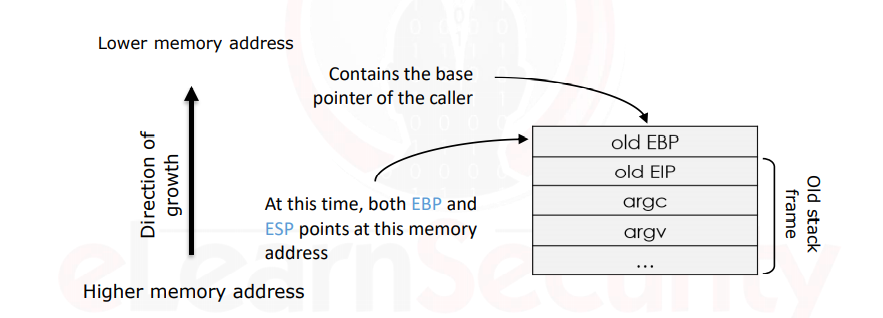 Lower memory address
Contains the base
pointer of the caller
Direction of
growth
old EBP
old EIP
argc
argv
...
Old stack
frame
At this time, both EBP and
ESP points at this memory
address
Higher memory address
eLearnSecurity